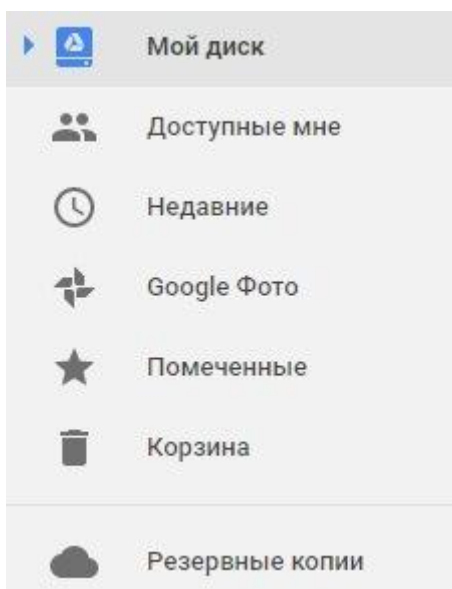 Мой диск
Доступные мне
Недавние
Google Фото
Помеченные
Корзина
Резервные копии